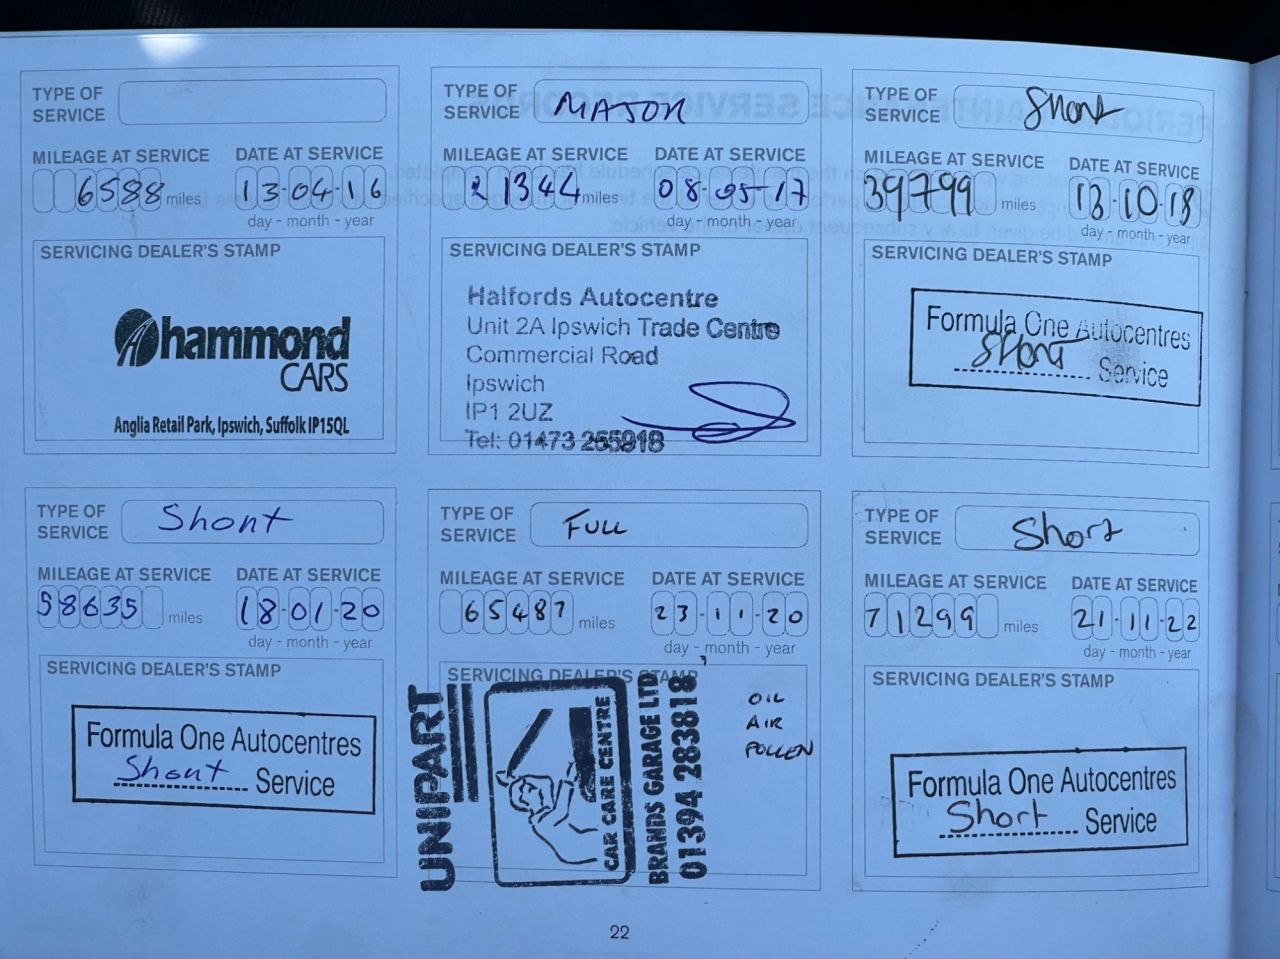 TYPE OF
SERVICE
MILEAGE AT SERVICE DATE AT SERVICE
6588 miles 13-04-16
day - month - year
SERVICING DEALER'S STAMP
hammond
CARS
Anglia Retail Park, Ipswich, Suffolk IP15QL
TYPE OF
SERVICE MAJOR
MILEAGE AT SERVICE DATE AT SERVICE
21344 miles 08-05-17
day - month - year
SERVICING DEALER'S STAMP
Halfords Autocentre
Unit 2A Ipswich Trade Centre
Commercial Road
Ipswich
IP1 2UZ
Tel: 01473 255918
TYPE OF
SERVICE Short
MILEAGE AT SERVICE DATE AT SERVICE
39799 miles 13-10-18
day - month - year
SERVICING DEALER'S STAMP
Formula One Autocentres
Short Service
TYPE OF
SERVICE Short
MILEAGE AT SERVICE DATE AT SERVICE
58635 miles 18-01-20
day - month - year
SERVICING DEALER'S STAMP
Formula One Autocentres
Short Service
TYPE OF
SERVICE FULL
MILEAGE AT SERVICE DATE AT SERVICE
65487 miles 23-11-20
day - month - year
SERVICING DEALER'S STAMP
UNIPART
CAR CARE CENTRE
BRANDS GARAGE LTD
01394 283818
OIL
AIR
POLLEN
TYPE OF
SERVICE Short
MILEAGE AT SERVICE DATE AT SERVICE
71299 miles 21-11-22
day - month - year
SERVICING DEALER'S STAMP
Formula One Autocentres
Short Service
22